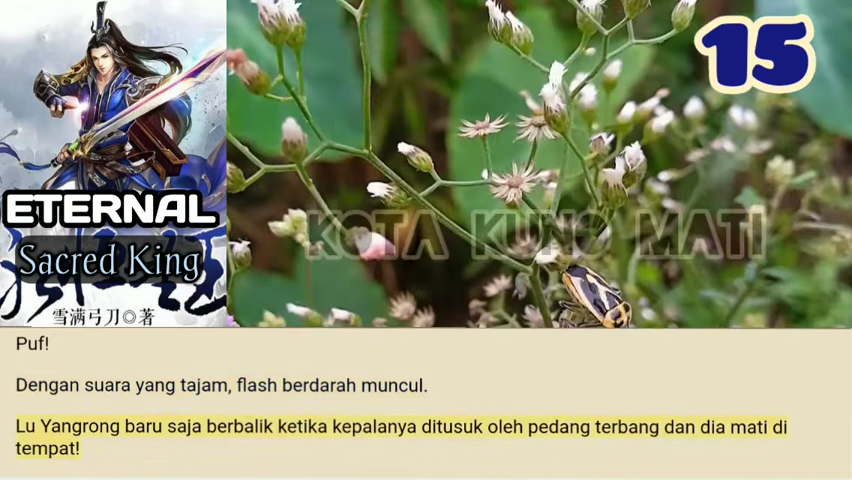 15
ETERNAL
Sacred King
雪满弓刀◎著
KOTA KUNO MATI
Puf!
Dengan suara yang tajam, flash berdarah muncul.
Lu Yangrong baru saja berbalik ketika kepalanya ditusuk oleh pedang terbang dan dia mati di
tempat!